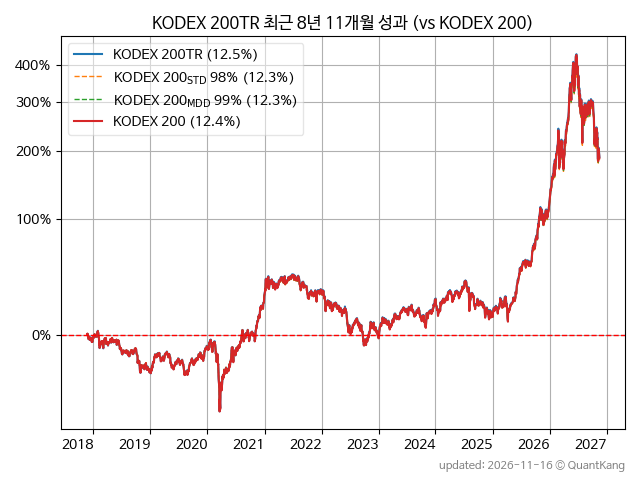 KODEX 200TR 최근 8년 11개월 성과 (vs KODEX 200)
KODEX 200TR (12.5%)
KODEX 200STD 98% (12.3%)
KODEX 200MDD 99% (12.3%)
KODEX 200 (12.4%)
400%
300%
200%
100%
0%
2018 2019 2020 2021 2022 2023 2024 2025 2026 2027
updated: 2026-11-16 © QuantKang